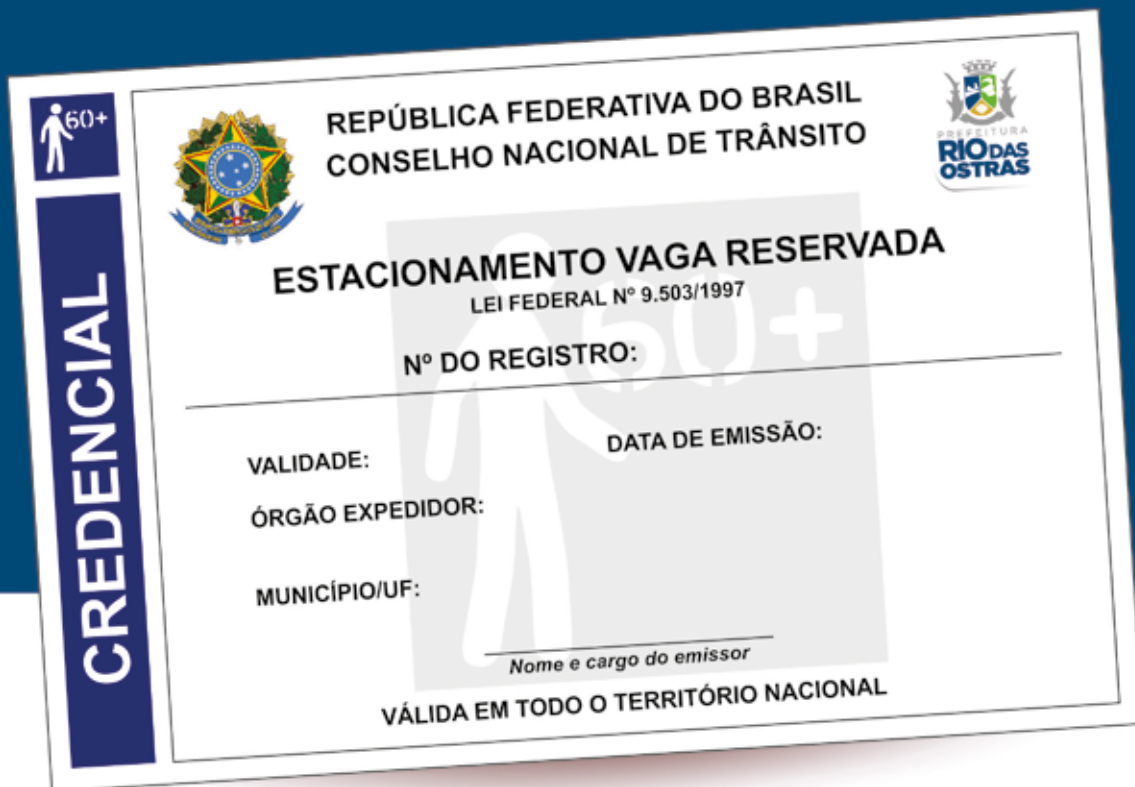 60+
CREDENCIAL
REPÚBLICA FEDERATIVA DO BRASIL
CONSELHO NACIONAL DE TRÂNSITO
PREFEITURA
RIO DAS
OSTRAS
ESTACIONAMENTO VAGA RESERVADA
LEI FEDERAL Nº 9.503/1997
60+
Nº DO REGISTRO:
VALIDADE:
DATA DE EMISSÃO:
ÓRGÃO EXPEDIDOR:
MUNICÍPIO/UF:
Nome e cargo do emissor
VÁLIDA EM TODO O TERRITÓRIO NACIONAL